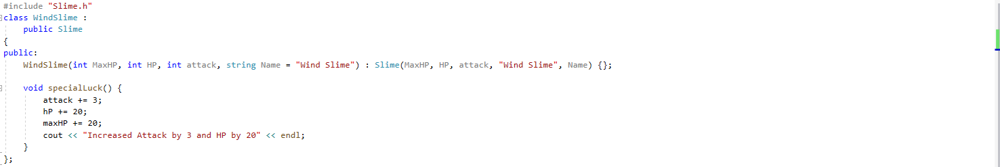 #include "Slime.h"
class WindSlime :
    public Slime
{
public:
    WindSlime(int MaxHP, int HP, int attack, string Name = "Wind Slime") : Slime(MaxHP, HP, attack, "Wind Slime", Name) {};
    void specialLuck() {
        attack += 3;
        hP += 20;
        maxHP += 20;
        cout << "Increased Attack by 3 and HP by 20" << endl;
    }
};